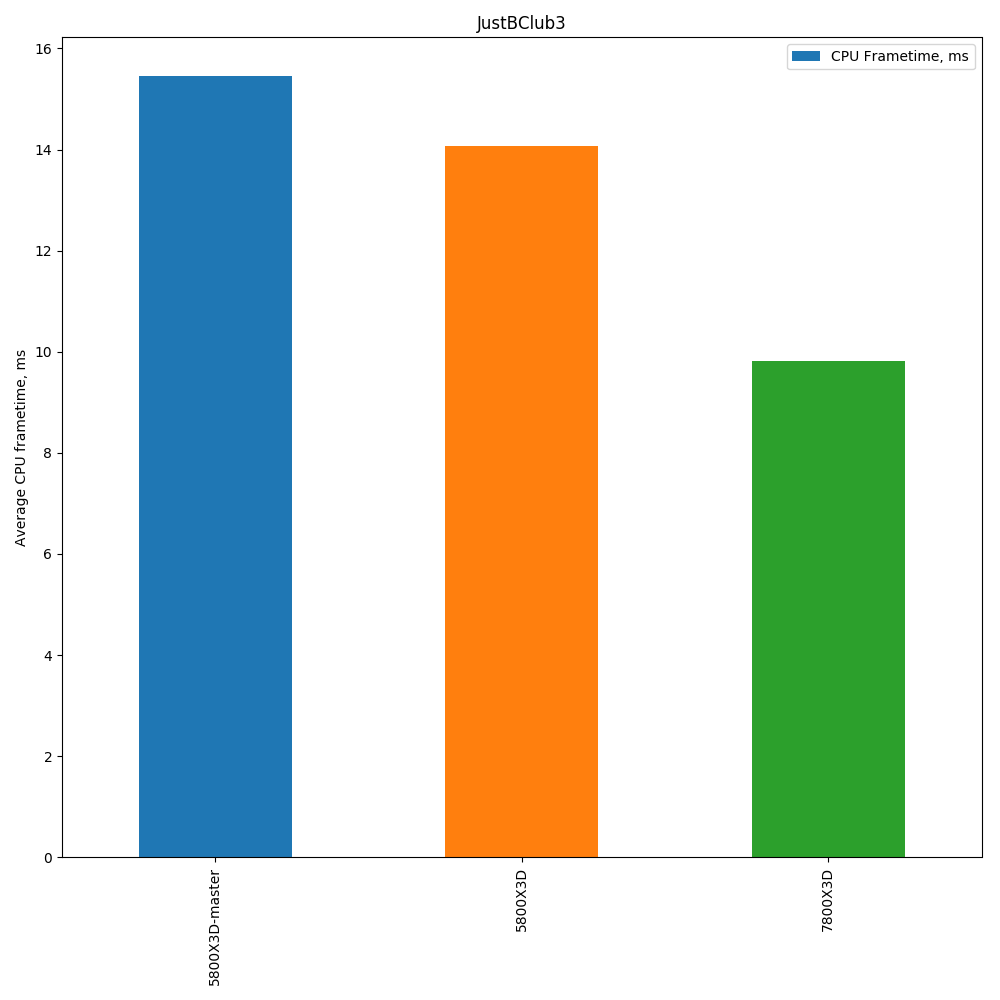 JustBClub3
CPU Frametime, ms
Average CPU frametime, ms
16
14
12
10
8
6
4
2
0
5800X3D-master
5800X3D
7800X3D